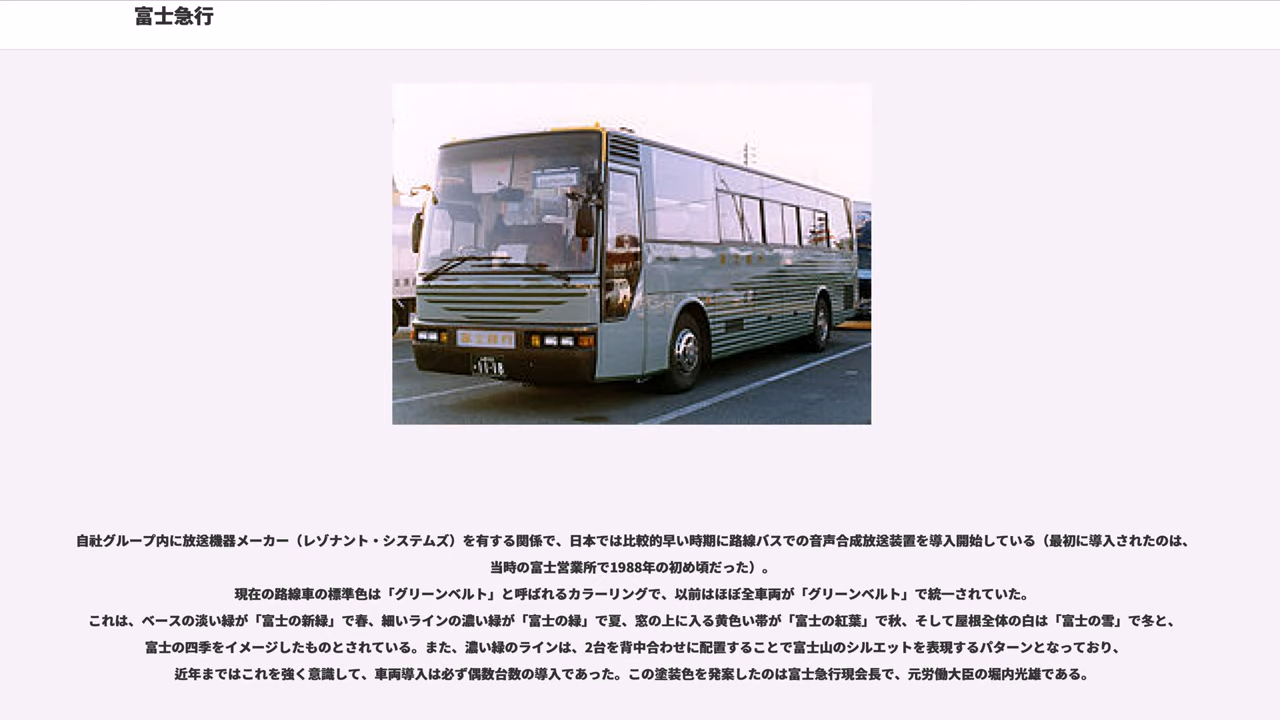 富士急行
富士急行
自社グループ内に放送機器メーカー（レゾナント・システムズ）を有する関係で、日本では比較的早い時期に路線バスでの音声合成放送装置を導入開始している（最初に導入されたのは、
当時の富士営業所で1988年の初め頃だった）。
現在の路線車の標準色は「グリーンベルト」と呼ばれるカラーリングで、以前はほぼ全車両が「グリーンベルト」で統一されていた。
これは、ベースの淡い緑が「富士の新緑」で春、細いラインの濃い緑が「富士の緑」で夏、窓の上に入る黄色い帯が「富士の紅葉」で秋、そして屋根全体の白は「富士の雪」で冬と、
富士の四季をイメージしたものとされている。また、濃い緑のラインは、2台を背中合わせに配置することで富士山のシルエットを表現するパターンとなっており、
近年まではこれを強く意識して、車両導入は必ず偶数台数の導入であった。この塗装色を発案したのは富士急行現会長で、元労働大臣の堀内光雄である。